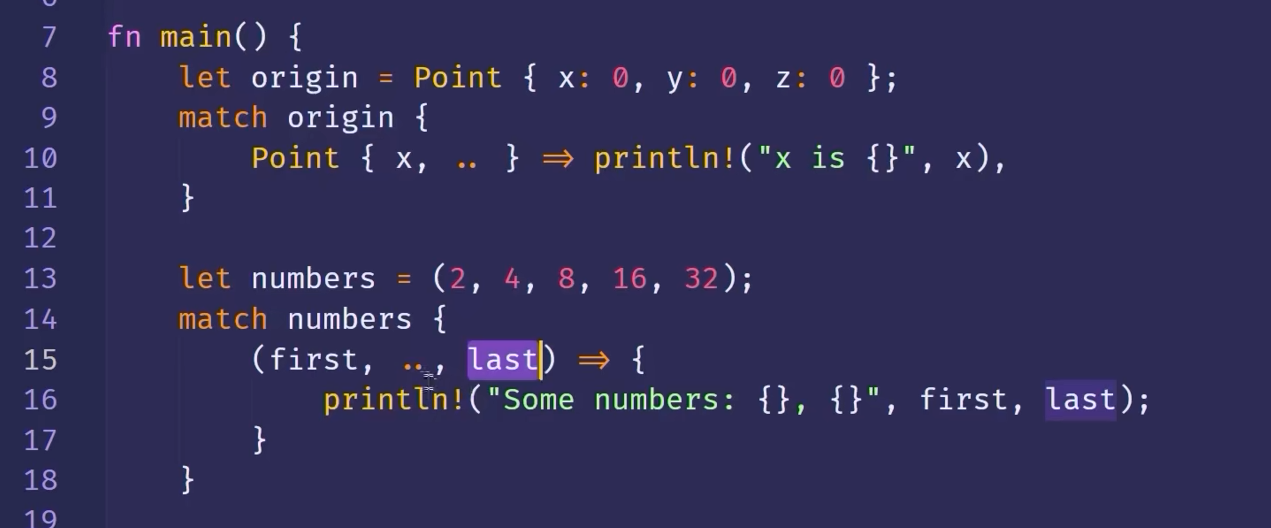 7 fn main() {
8 let origin = Point { x: 0, y: 0, z: 0 };
9 match origin {
10 Point { x, .. } => println!("x is {}", x),
11 }
12
13 let numbers = (2, 4, 8, 16, 32);
14 match numbers {
15 (first, .., last) => {
16 println!("Some numbers: {}, {}", first, last);
17 }
18 }
19